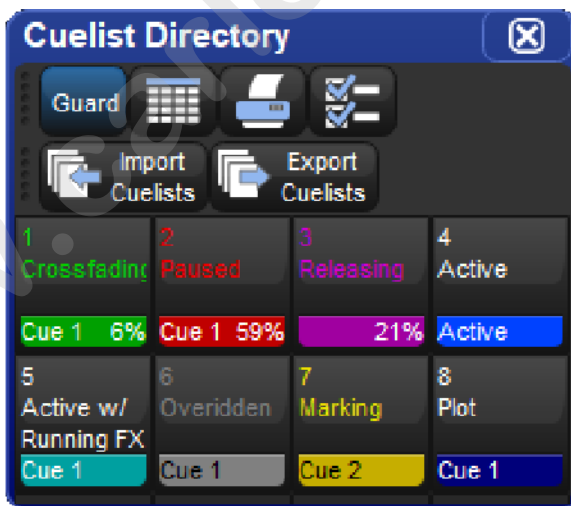 Cuelist Directory
Guard
Import Cuelists
Export Cuelists
1 Crossfading
Cue 1 6%
2 Paused
Cue 1 59%
3 Releasing
21%
4 Active
Active
5 Active w/ Running FX
Cue 1
6 Overidden
Cue 1
7 Marking
Cue 2
8 Plot
Cue 1